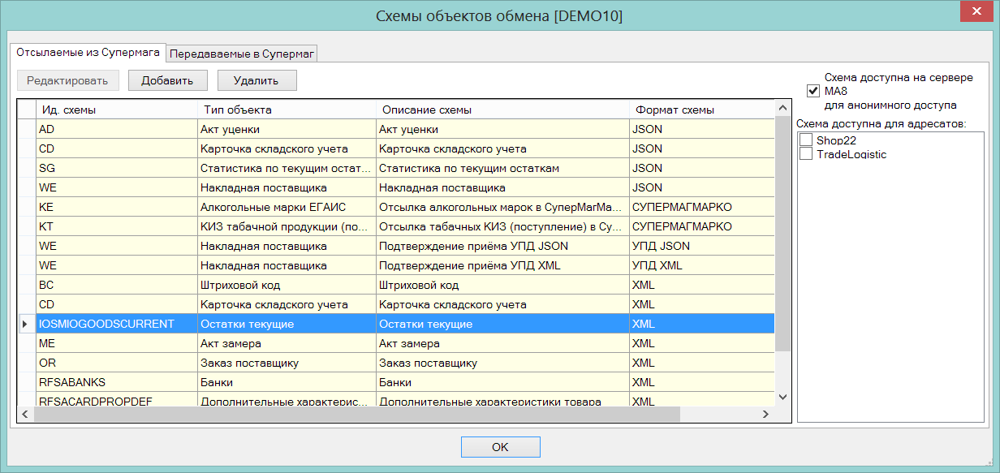 Схемы объектов обмена [DEMO10]
Отсылаемые из Супермага Передаваемые в Супермаг
Редактировать Добавить Удалить
Схема доступна на сервере
МА8
для анонимного доступа
Схема доступна для адресатов:
Shop22
TradeLogistic
Ид. схемы Тип объекта Описание схемы Формат схемы
AD Акт уценки Акт уценки JSON
CD Карточка складского учета Карточка складского учета JSON
SG Статистика по текущим остат... Статистика по текущим остаткам JSON
WE Накладная поставщика Накладная поставщика JSON
KE Алкогольные марки ЕГАИС Отсылка алкогольных марок в СуперМагМа... СУПЕРМАГМАРКО
KT КИЗ табачной продукции (по... Отсылка табачных КИЗ (поступление) в Су... СУПЕРМАГМАРКО
WE Накладная поставщика Подтверждение приёма УПД JSON УПД JSON
WE Накладная поставщика Подтверждение приёма УПД XML УПД XML
BC Штриховой код Штриховой код XML
CD Карточка складского учета Карточка складского учета XML
IOSMIOGOODSCURRENT Остатки текущие Остатки текущие XML
ME Акт замера Акт замера XML
OR Заказ поставщику Заказ поставщику XML
RFSABANKS Банки Банки XML
RFSACARDPROPDEF Дополнительные характерис... Дополнительные характеристики товара XML
OK